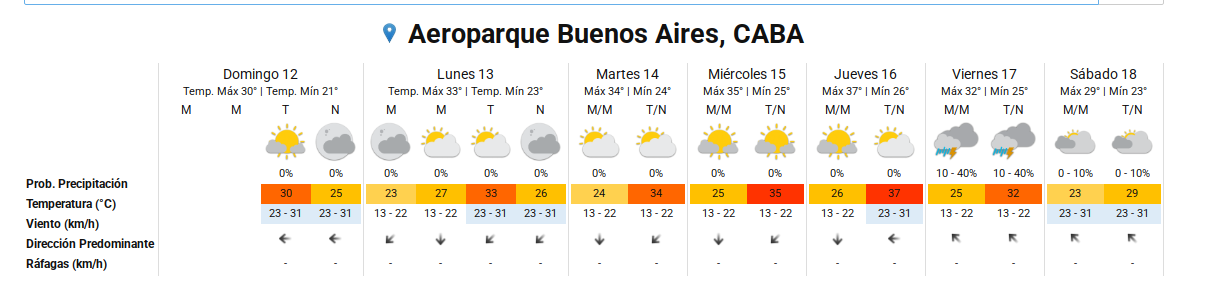 Aeroparque Buenos Aires, CABA
Domingo 12 Lunes 13 Martes 14 Miércoles 15 Jueves 16 Viernes 17 Sábado 18
Temp. Máx 30° | Temp. Mín 21° Temp. Máx 33° | Temp. Mín 23° Máx 34° | Mín 24° Máx 35° | Mín 25° Máx 37° | Mín 26° Máx 32° | Mín 25° Máx 29° | Mín 23°
M M T N M M T N M/M T/N M/M T/N M/M T/N M/M T/N M/M T/N
Prob. Precipitación 0% 0% 0% 0% 0% 0% 0% 0% 0% 0% 0% 0% 10 - 40% 10 - 40% 0 - 10% 0 - 10%
Temperatura (°C) 30 25 23 27 33 26 24 34 25 35 26 37 25 32 23 29
Viento (km/h) 23 - 31 23 - 31 13 - 22 13 - 22 23 - 31 23 - 31 13 - 22 13 - 22 13 - 22 13 - 22 13 - 22 23 - 31 13 - 22 13 - 22 23 - 31 23 - 31
Dirección Predominante
Ráfagas (km/h) - - - - - - - - - - - - - - - -